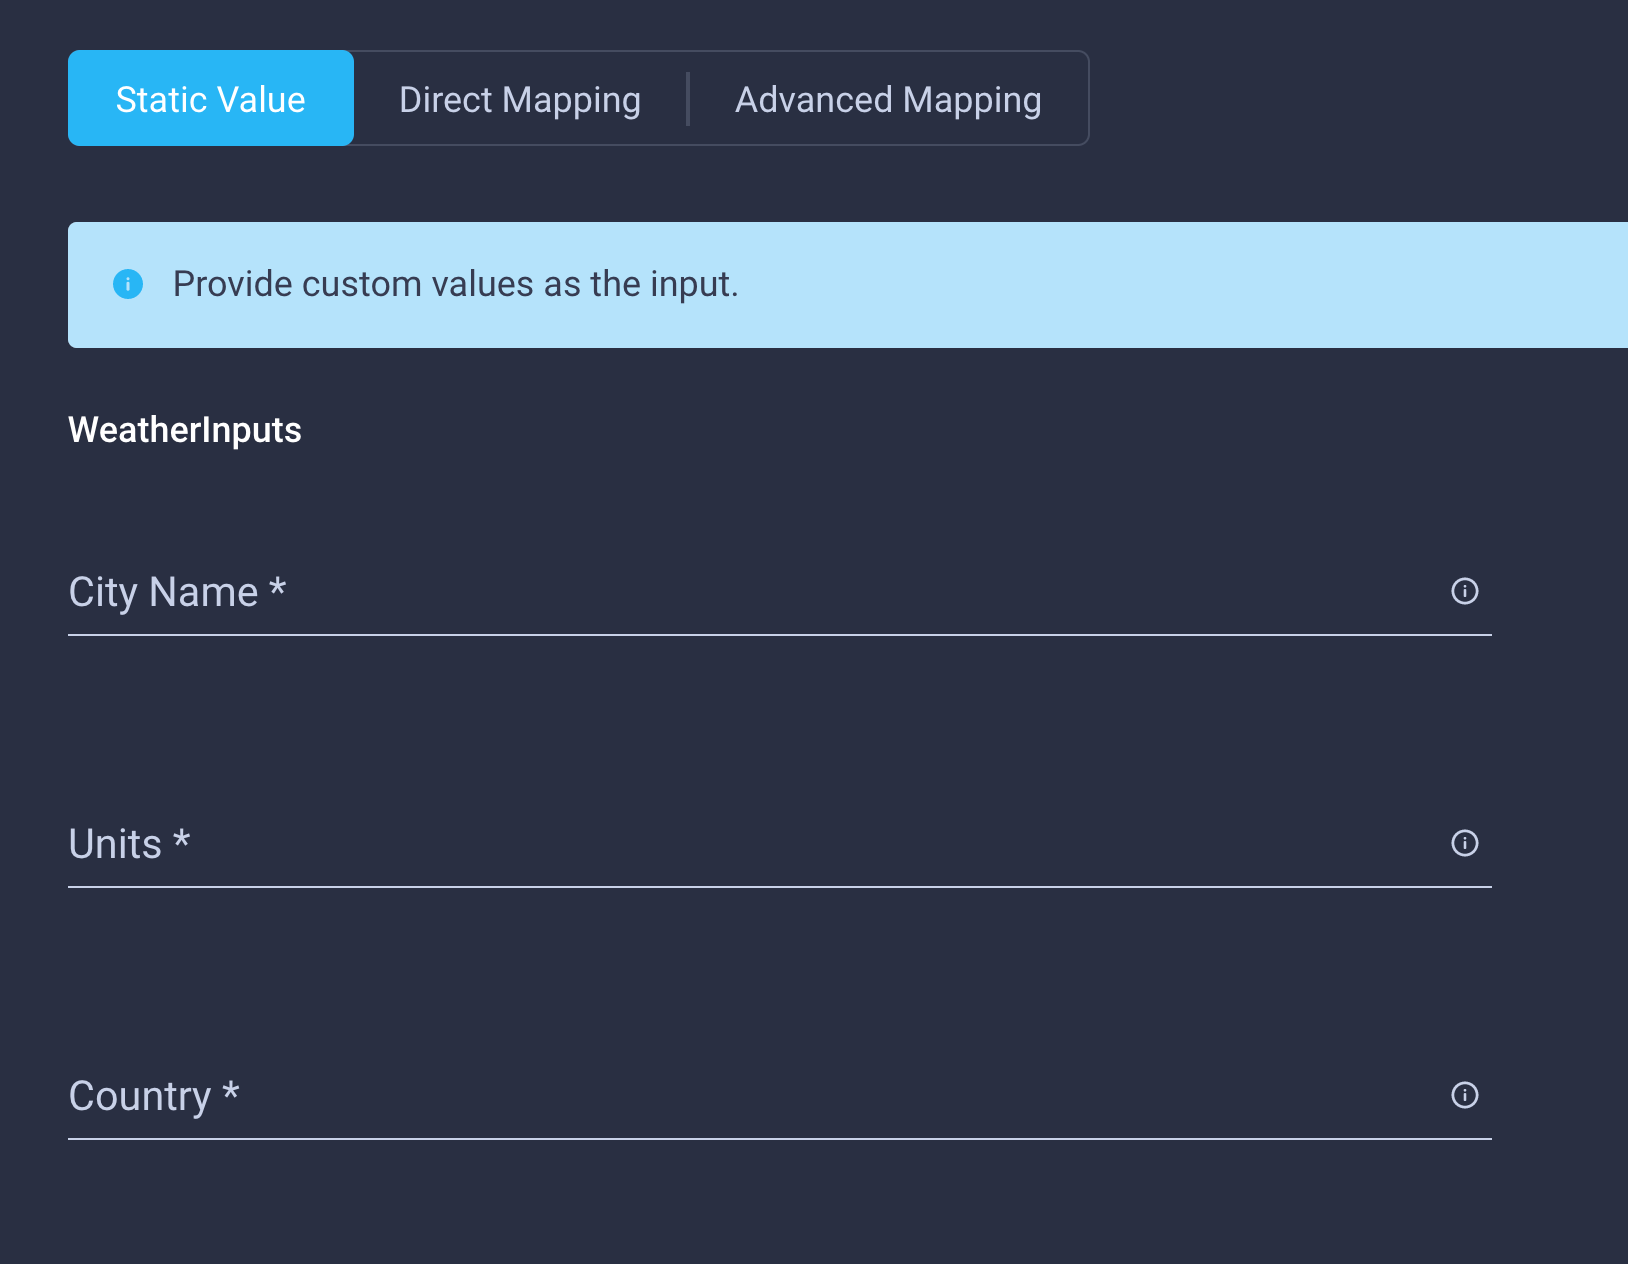 Static Value
Direct Mapping
Advanced Mapping
Provide custom values as the input.
WeatherInputs
City Name *
Units *
Country *